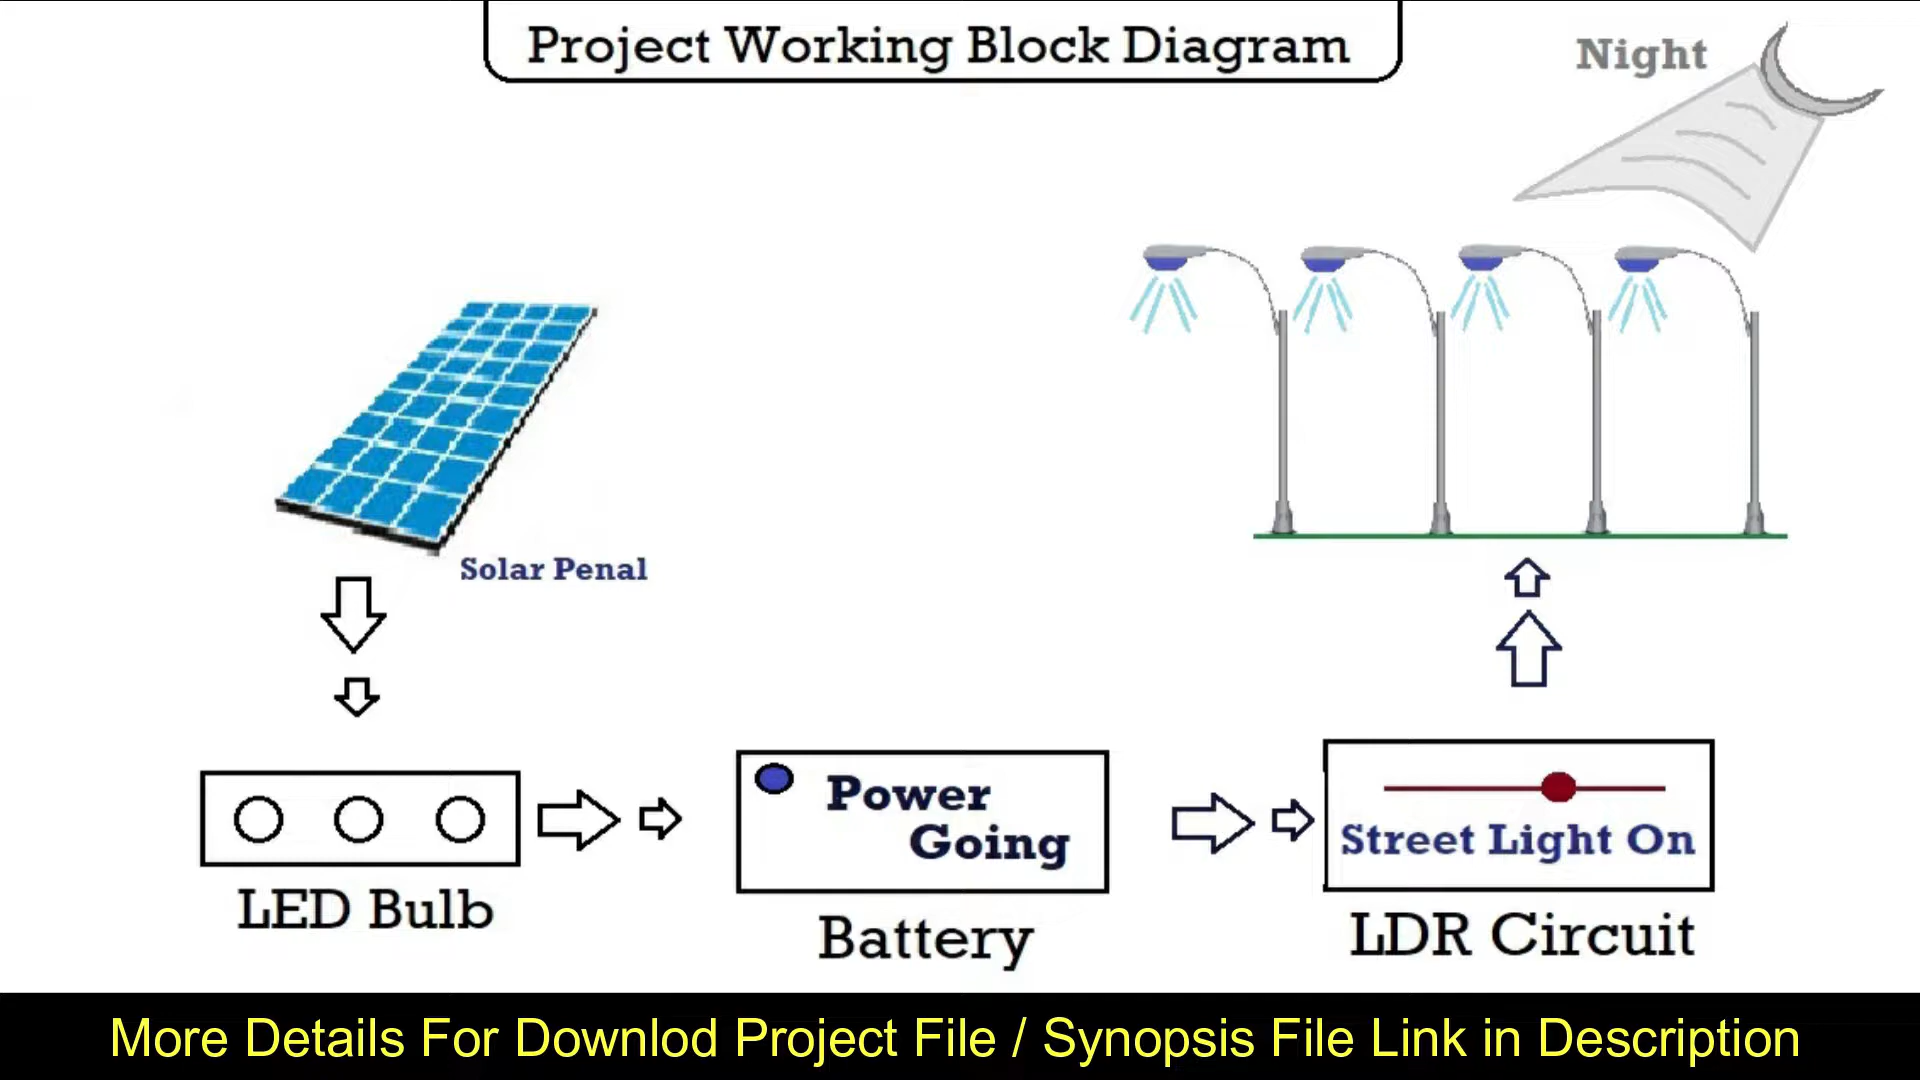 Project Working Block Diagram
Night
Solar Penal
Power
Going
Street Light On
LED Bulb
Battery
LDR Circuit
More Details For Downlod Project File / Synopsis File Link in Description